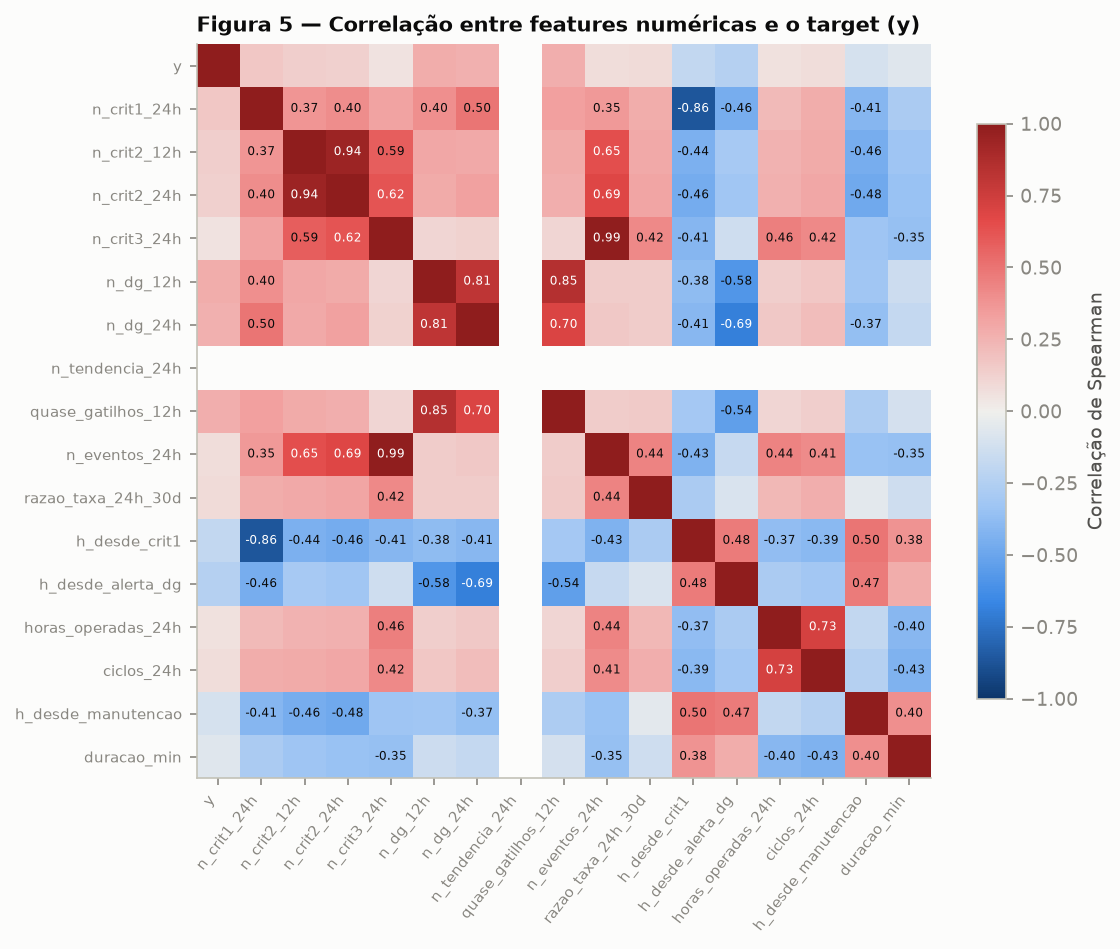 Figura 5 — Correlação entre features numéricas e o target (y)
y
n_crit1_24h 0.37 0.40 0.40 0.50 0.35 -0.86 -0.46 -0.41
n_crit2_12h 0.37 0.94 0.59 0.65 -0.44 -0.46
n_crit2_24h 0.40 0.94 0.62 0.69 -0.46 -0.48
n_crit3_24h 0.59 0.62 0.99 0.42 -0.41 0.46 0.42 -0.35
n_dg_12h 0.40 0.81 0.85 -0.38 -0.58
n_dg_24h 0.50 0.81 0.70 -0.41 -0.69 -0.37
n_tendencia_24h
quase_gatilhos_12h 0.85 0.70 -0.54
n_eventos_24h 0.35 0.65 0.69 0.99 0.44 -0.43 0.44 0.41 -0.35
razao_taxa_24h_30d 0.42 0.44
h_desde_crit1 -0.86 -0.44 -0.46 -0.41 -0.38 -0.41 -0.43 0.48 -0.37 -0.39 0.50 0.38
h_desde_alerta_dg -0.46 -0.58 -0.69 -0.54 0.48 0.47
horas_operadas_24h 0.46 0.44 -0.37 0.73 -0.40
ciclos_24h 0.42 0.41 -0.39 0.73 -0.43
h_desde_manutencao -0.41 -0.46 -0.48 -0.37 0.50 0.47 0.40
duracao_min -0.35 -0.35 0.38 -0.40 -0.43 0.40
y
n_crit1_24h
n_crit2_12h
n_crit2_24h
n_crit3_24h
n_dg_12h
n_dg_24h
n_tendencia_24h
quase_gatilhos_12h
n_eventos_24h
razao_taxa_24h_30d
h_desde_crit1
h_desde_alerta_dg
horas_operadas_24h
ciclos_24h
h_desde_manutencao
duracao_min
1.00
0.75
0.50
0.25
0.00
−0.25
−0.50
−0.75
−1.00
Correlação de Spearman